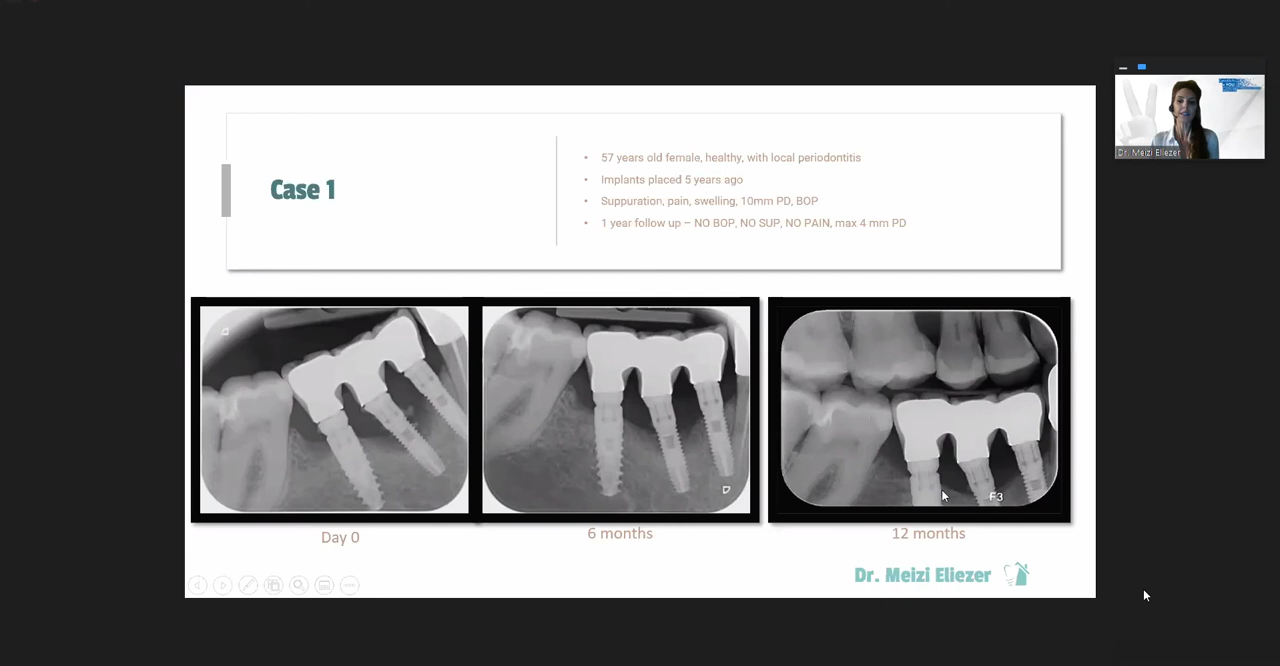 Dr. Meizi Eliezer
Case 1
57 years old female, healthy, with local periodontitis
Implants placed 5 years ago
Suppuration, pain, swelling, 10mm PD, BOP
1 year follow up – NO BOP, NO SUP, NO PAIN, max 4 mm PD
F3
Day 0
6 months
12 months
Dr. Meizi Eliezer